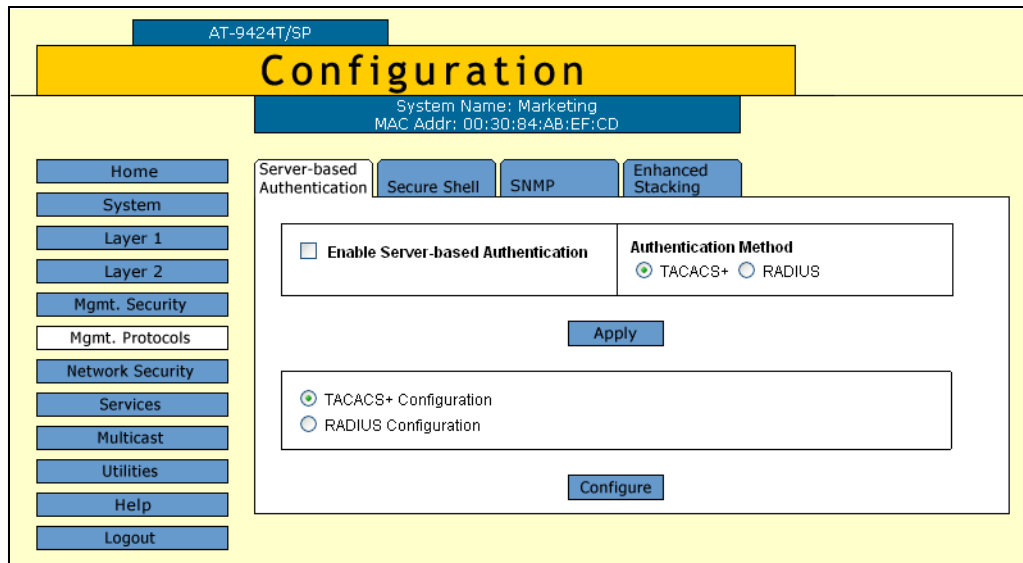 AT-9424T/SP
Configuration
System Name: Marketing
MAC Addr: 00:30:84:AB:EF:CD
Home
System
Layer 1
Layer 2
Mgmt. Security
Mgmt. Protocols
Network Security
Services
Multicast
Utilities
Help
Logout
Server-based
Authentication
Secure Shell
SNMP
Enhanced
Stacking
Enable Server-based Authentication
Authentication Method
TACACS+ RADIUS
Apply
TACACS+ Configuration
RADIUS Configuration
Configure